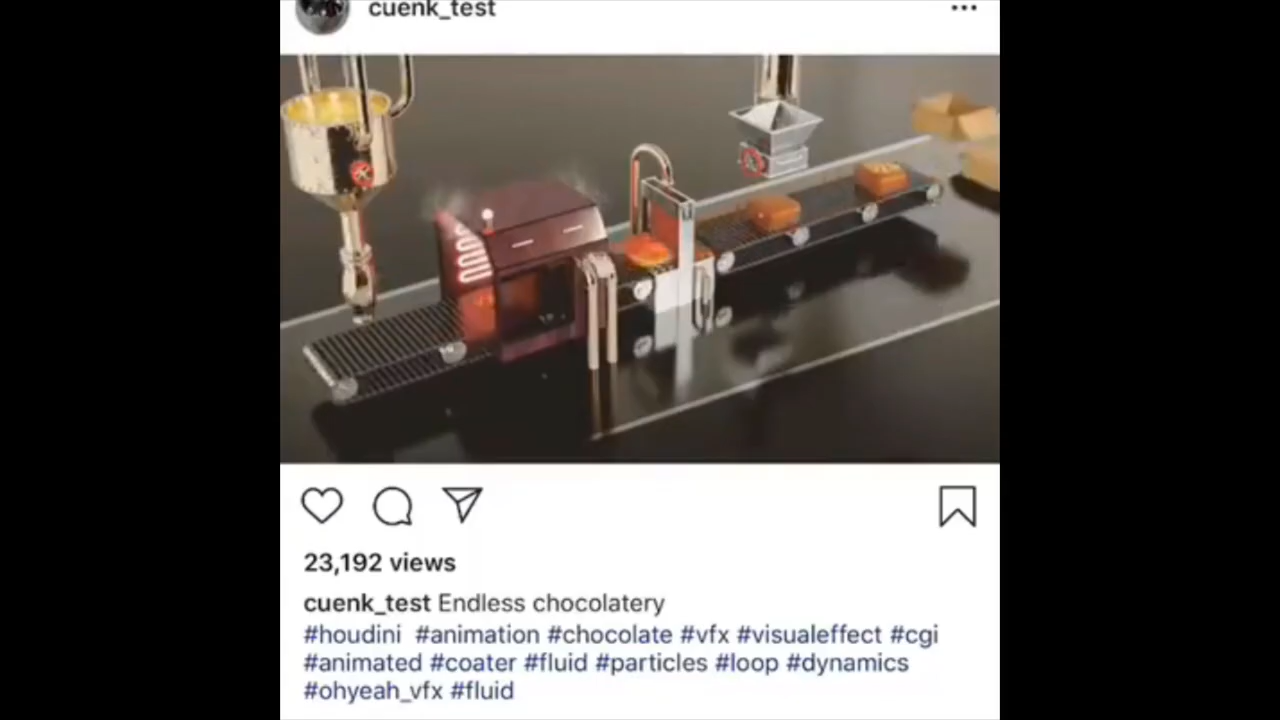 cuenk_test
23,192 views
cuenk_test Endless chocolatery
#houdini #animation #chocolate #vfx #visualeffect #cgi
#animated #coater #fluid #particles #loop #dynamics
#ohyeah_vfx #fluid